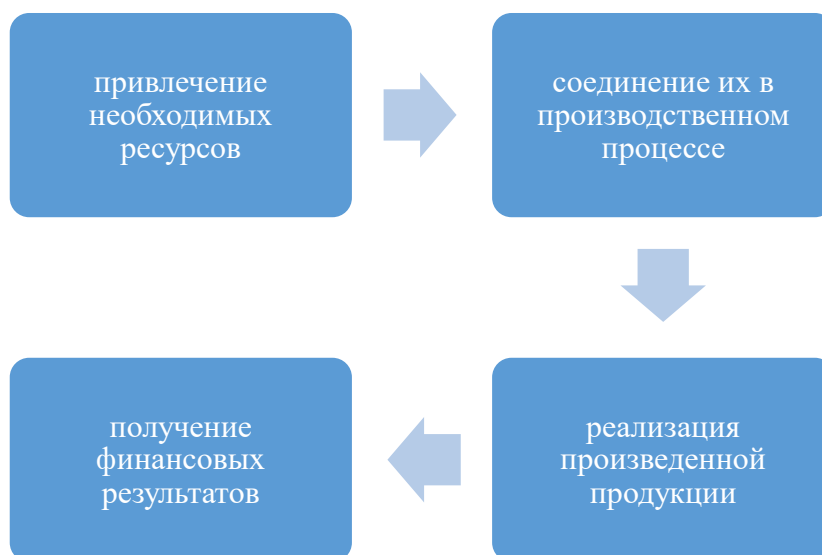 привлечение
необходимых
ресурсов
соединение их в
производственном
процессе
реализация
произведенной
продукции
получение
финансовых
результатов